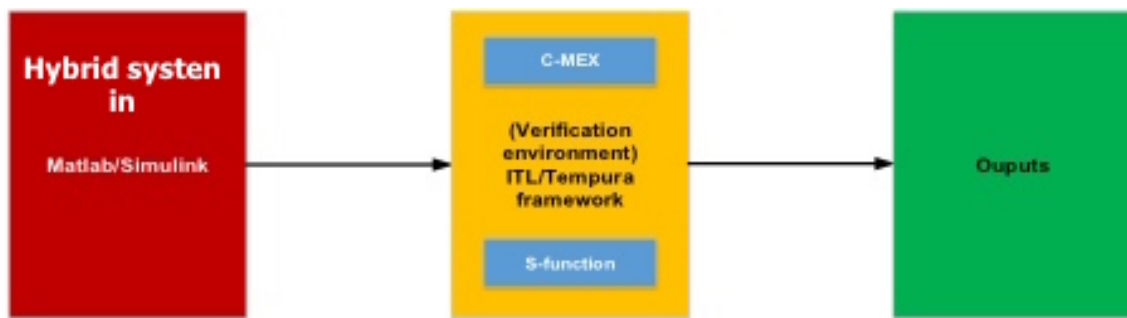 Hybrid systen
in
Matlab/Simulink
C-MEX
(Verification
environment)
ITL/Tempura
framework
S-function
Ouputs